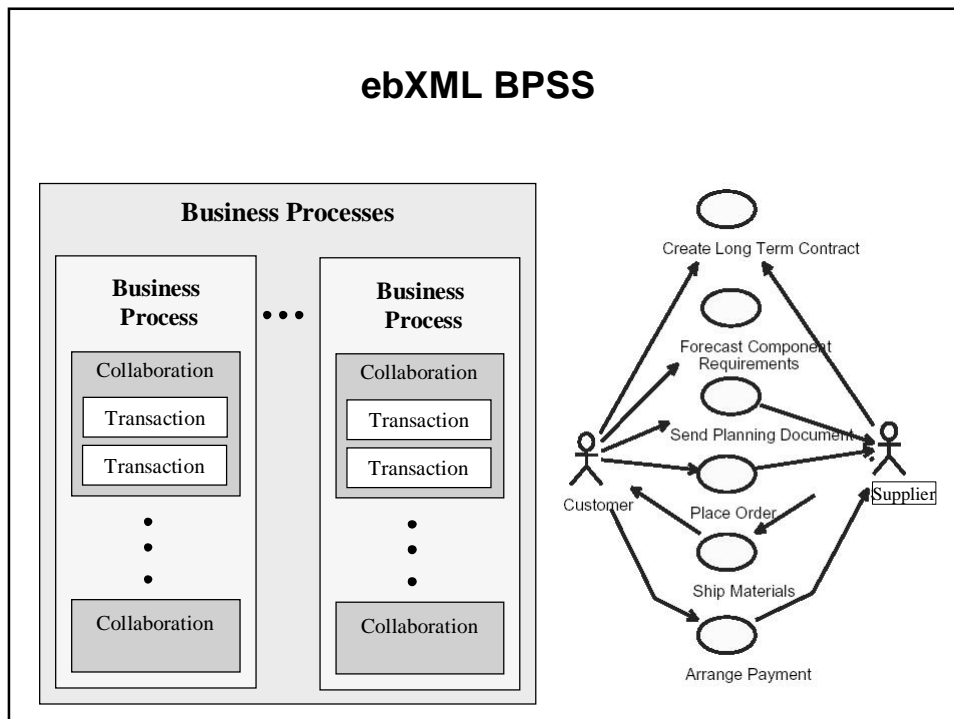 ebXML BPSS
Business Processes
Business
Process
Collaboration
Transaction
Transaction
Collaboration
Business
Process
Collaboration
Transaction
Transaction
Collaboration
Create Long Term Contract
Forecast Component
Requirements
Send Planning Document
Customer
Supplier
Place Order
Ship Materials
Arrange Payment